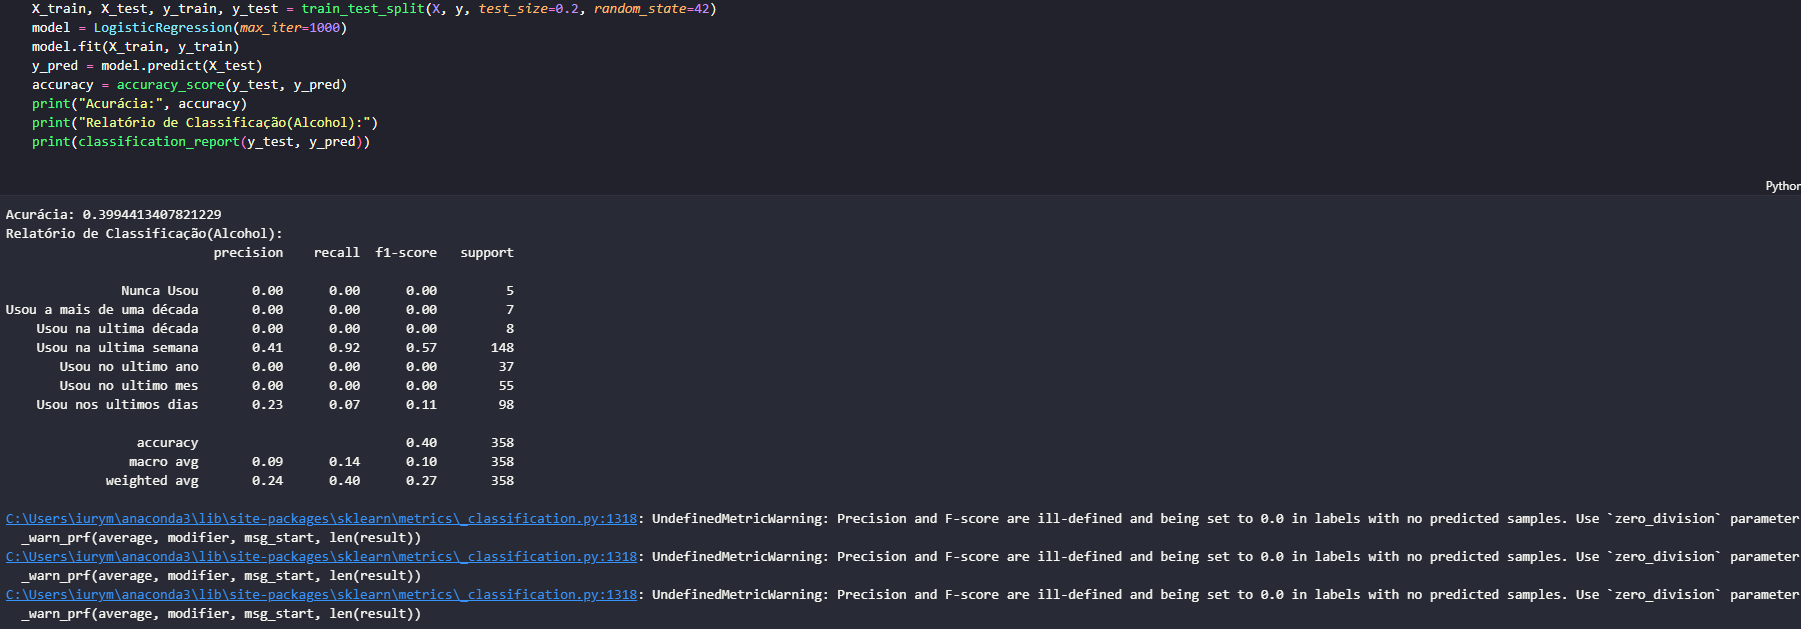 X_train, X_test, y_train, y_test = train_test_split(X, y, test_size=0.2, random_state=42)
model = LogisticRegression(max_iter=1000)
model.fit(X_train, y_train)
y_pred = model.predict(X_test)
accuracy = accuracy_score(y_test, y_pred)
print("Acurácia:", accuracy)
print("Relatório de Classificação(Alcohol):")
print(classification_report(y_test, y_pred))
Python
Acurácia: 0.3994413407821229
Relatório de Classificação(Alcohol):
precision recall f1-score support
Nunca Usou 0.00 0.00 0.00 5
Usou a mais de uma década 0.00 0.00 0.00 7
Usou na ultima década 0.00 0.00 0.00 8
Usou na ultima semana 0.41 0.92 0.57 148
Usou no ultimo ano 0.00 0.00 0.00 37
Usou no ultimo mes 0.00 0.00 0.00 55
Usou nos ultimos dias 0.23 0.07 0.11 98
accuracy 0.40 358
macro avg 0.09 0.14 0.10 358
weighted avg 0.24 0.40 0.27 358
C:\Users\iurym\anaconda3\lib\site-packages\sklearn\metrics\_classification.py:1318: UndefinedMetricWarning: Precision and F-score are ill-defined and being set to 0.0 in labels with no predicted samples. Use `zero_division` parameter
_warn_prf(average, modifier, msg_start, len(result))
C:\Users\iurym\anaconda3\lib\site-packages\sklearn\metrics\_classification.py:1318: UndefinedMetricWarning: Precision and F-score are ill-defined and being set to 0.0 in labels with no predicted samples. Use `zero_division` parameter
_warn_prf(average, modifier, msg_start, len(result))
C:\Users\iurym\anaconda3\lib\site-packages\sklearn\metrics\_classification.py:1318: UndefinedMetricWarning: Precision and F-score are ill-defined and being set to 0.0 in labels with no predicted samples. Use `zero_division` parameter
_warn_prf(average, modifier, msg_start, len(result))